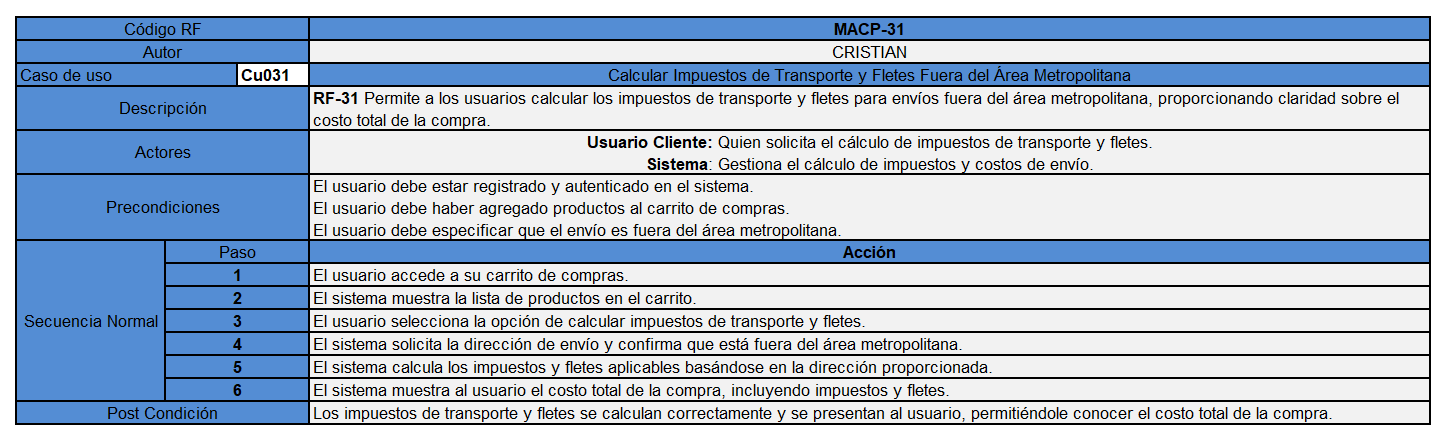 Código RF MACP-31
Autor CRISTIAN
Caso de uso Cu031 Calcular Impuestos de Transporte y Fletes Fuera del Área Metropolitana
Descripción
RF-31 Permite a los usuarios calcular los impuestos de transporte y fletes para envíos fuera del área metropolitana, proporcionando claridad sobre el
costo total de la compra.
Actores
Usuario Cliente: Quien solicita el cálculo de impuestos de transporte y fletes.
Sistema: Gestiona el cálculo de impuestos y costos de envío.
Precondiciones
El usuario debe estar registrado y autenticado en el sistema.
El usuario debe haber agregado productos al carrito de compras.
El usuario debe especificar que el envío es fuera del área metropolitana.
Secuencia Normal
Paso Acción
1 El usuario accede a su carrito de compras.
2 El sistema muestra la lista de productos en el carrito.
3 El usuario selecciona la opción de calcular impuestos de transporte y fletes.
4 El sistema solicita la dirección de envío y confirma que está fuera del área metropolitana.
5 El sistema calcula los impuestos y fletes aplicables basándose en la dirección proporcionada.
6 El sistema muestra al usuario el costo total de la compra, incluyendo impuestos y fletes.
Post Condición Los impuestos de transporte y fletes se calculan correctamente y se presentan al usuario, permitiéndole conocer el costo total de la compra.